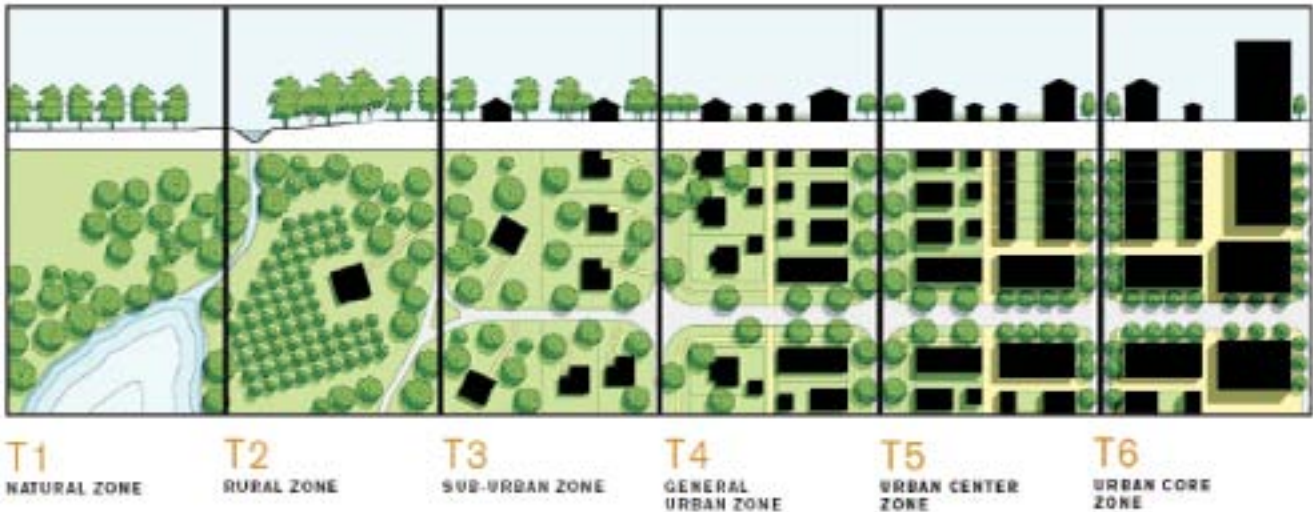 T1
NATURAL ZONE
T2
RURAL ZONE
T3
SUB-URBAN ZONE
T4
GENERAL
URBAN ZONE
T5
URBAN CENTER
ZONE
T6
URBAN CORE
ZONE